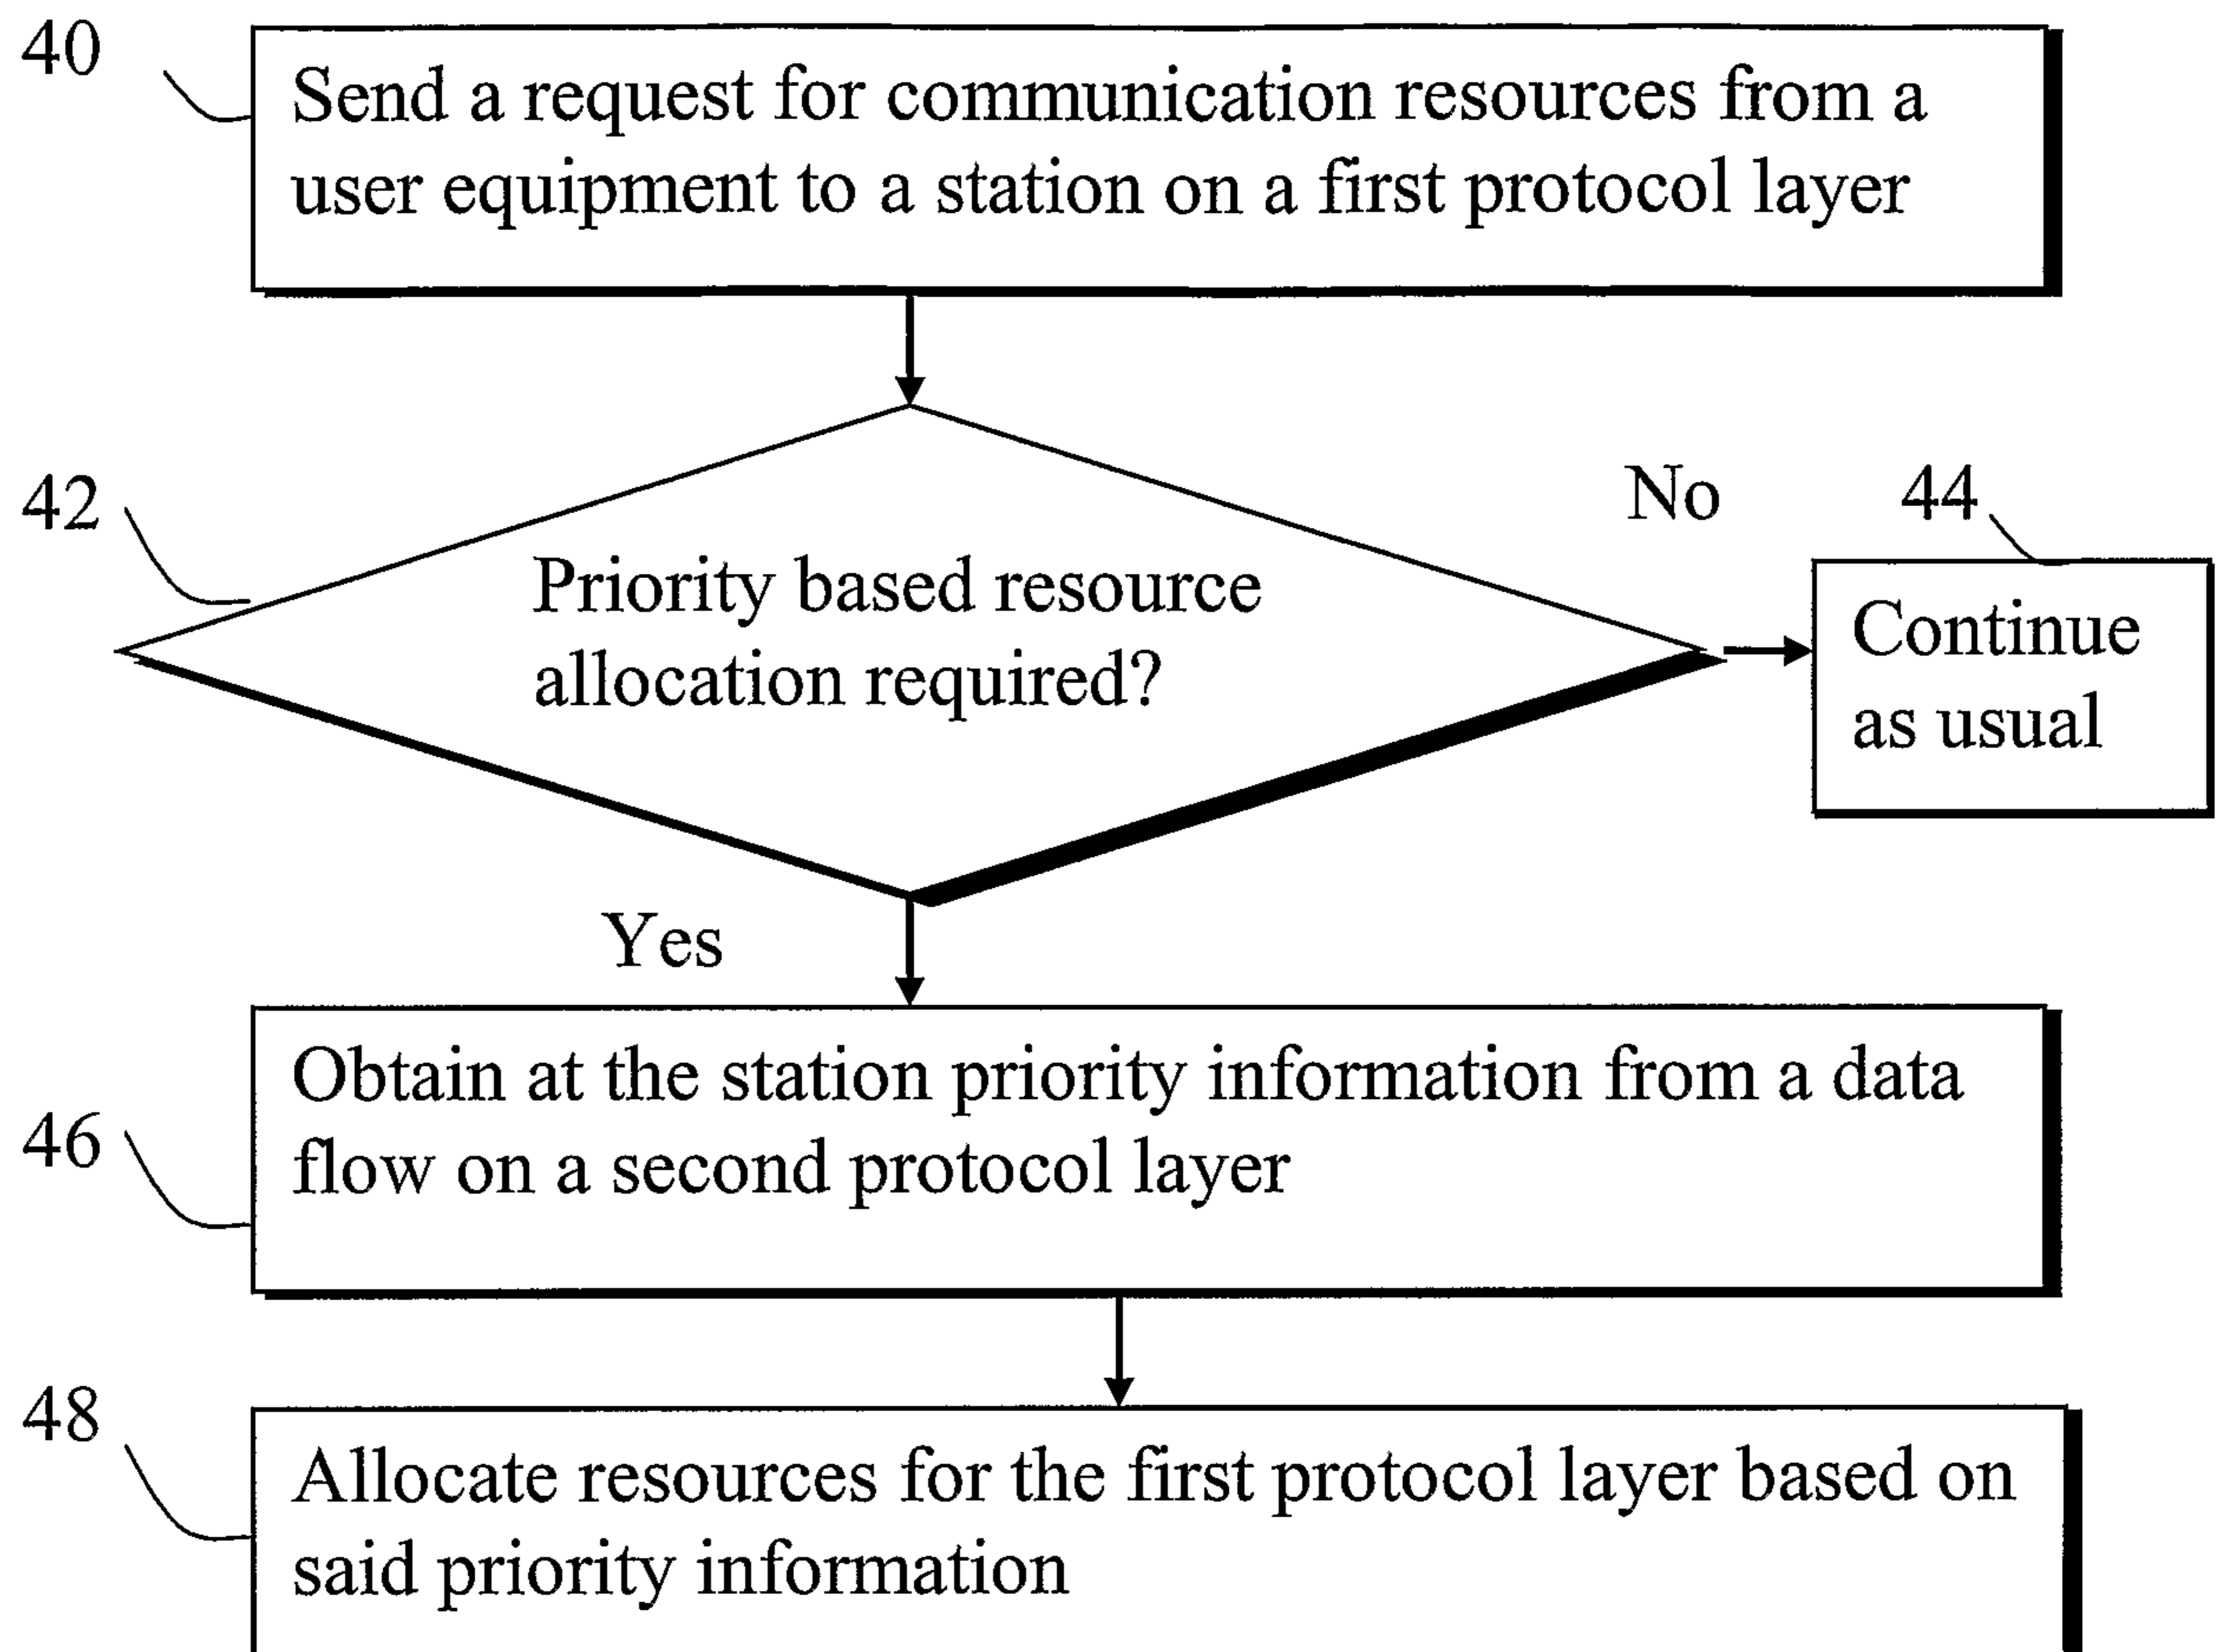 40
Send a request for communication resources from a
user equipment to a station on a first protocol layer
42
Priority based resource
allocation required?
No
44
Continue
as usual
Yes
46
Obtain at the station priority information from a data
flow on a second protocol layer
48
Allocate resources for the first protocol layer based on
said priority information